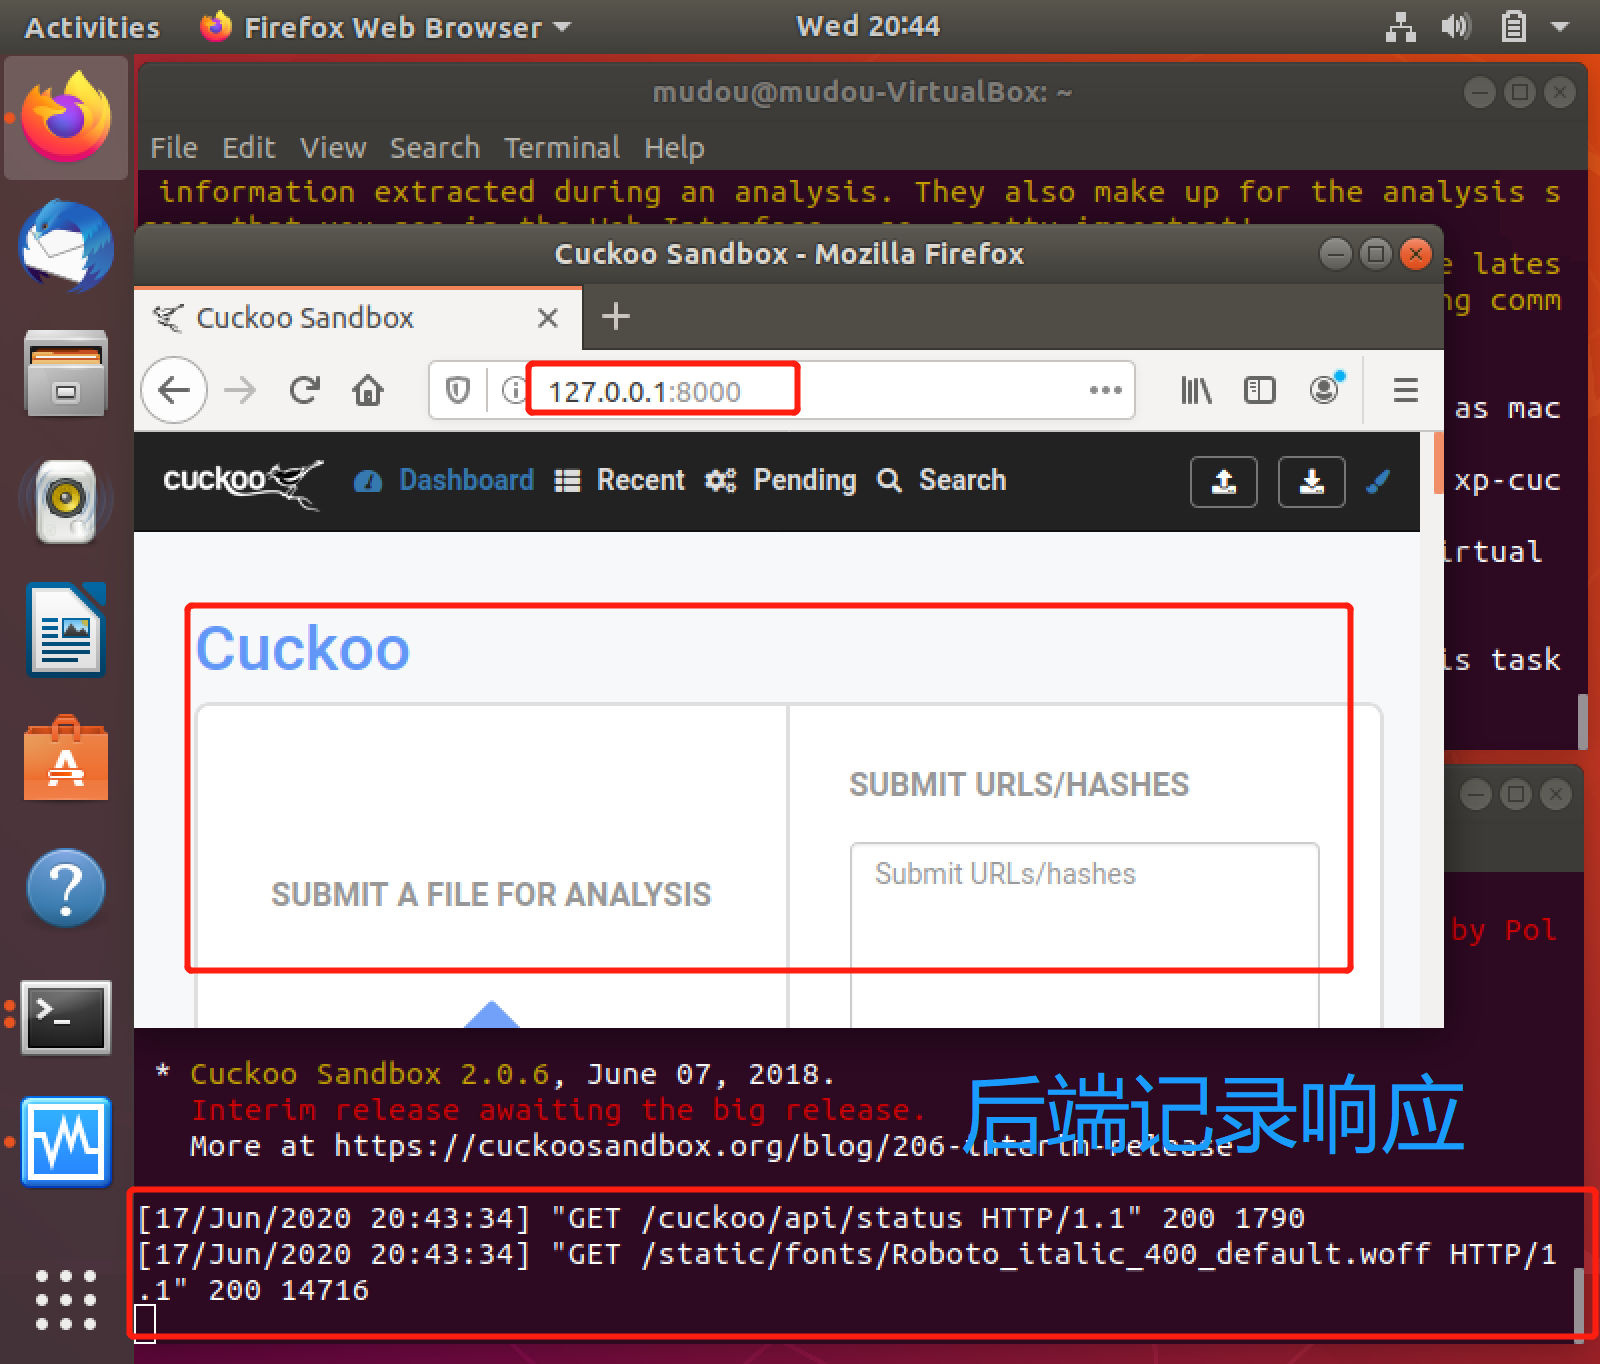 Activities Firefox Web Browser Wed 20:44
mudou@mudou-VirtualBox: ~
File Edit View Search Terminal Help
information extracted during an analysis. They also make up for the analysis s
Cuckoo Sandbox - Mozilla Firefox
lates
Cuckoo Sandbox
ng comm
127.0.0.1:8000
as mac
cuckoo Dashboard Recent Pending Search
xp-cuc
irtual
Cuckoo
is task
SUBMIT URLS/HASHES
Submit URLs/hashes
SUBMIT A FILE FOR ANALYSIS
by Pol
* Cuckoo Sandbox 2.0.6, June 07, 2018.
Interim release awaiting the big release.
后端记录响应
More at https://cuckoosandbox.org/blog/206-interim-release
[17/Jun/2020 20:43:34] "GET /cuckoo/api/status HTTP/1.1" 200 1790
[17/Jun/2020 20:43:34] "GET /static/fonts/Roboto_italic_400_default.woff HTTP/1
.1" 200 14716